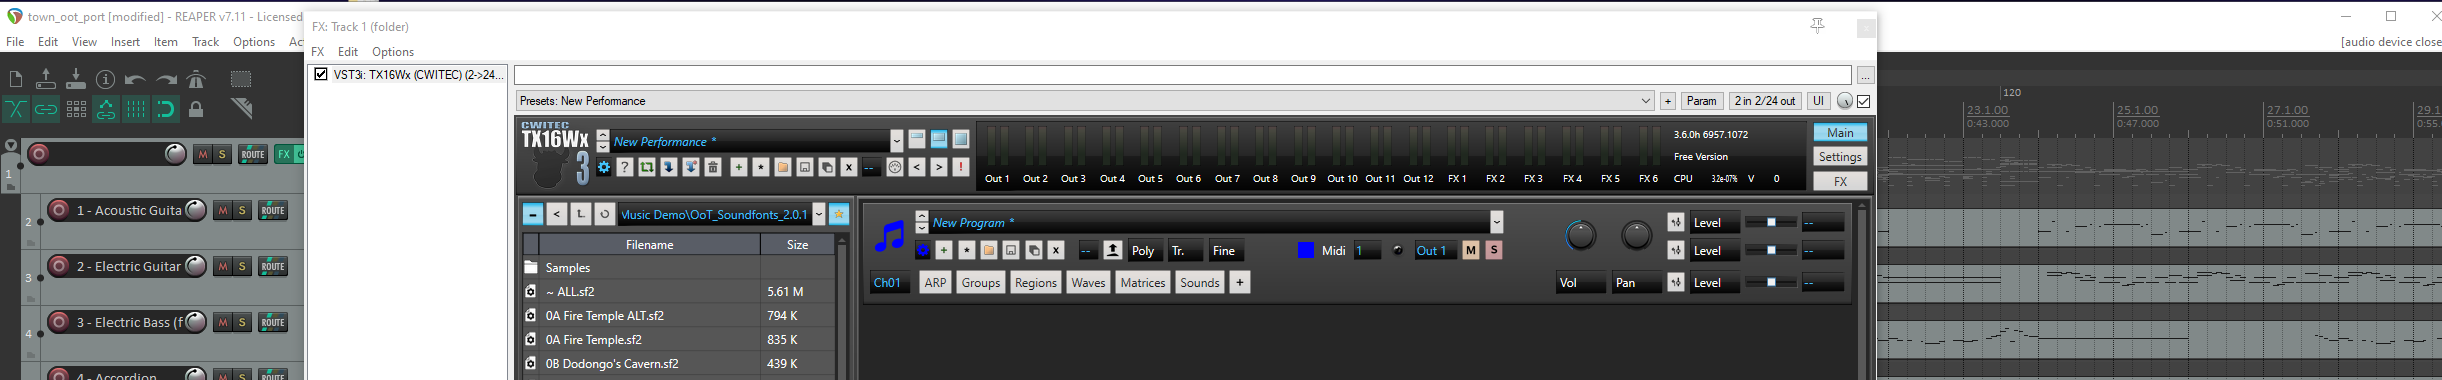 town_oot_port [modified] - REAPER v7.11 - Licensed
FX: Track 1 (folder)
File Edit View Insert Item Track Options Ac
FX Edit Options
[audio device close
VST3i: TX16Wx (CWITEC) (2->24...
...
Presets: New Perfomance
+ Param 2 in 2/24 out UI
120
23.1.00 25.1.00 27.1.00 29.1
0:43.000 0:47.000 0:51.000 0:55.
CWITEC
TX16Wx
3
New Performance *
? + * x -- < > !
Out 1 Out 2 Out 3 Out 4 Out 5 Out 6 Out 7 Out 8 Out 9 Out 10 Out 11 Out 12 FX 1 FX 2 FX 3 FX 4 FX 5 FX 6
3.6.0h 6957.1072
Free Version
CPU 3.2e-07% V 0
Main
Settings
FX
1 M S ROUTE FX
2 1 - Acoustic Guita M S ROUTE
3 2 - Electric Guitar M S ROUTE
4 3 - Electric Bass (f M S ROUTE
4 - Accordion M S ROUTE
- < Music Demo\OoT_Soundfonts_2.0.1
Filename Size
Samples
~ ALL.sf2 5.61 M
0A Fire Temple ALT.sf2 794 K
0A Fire Temple.sf2 835 K
0B Dodongo's Cavern.sf2 439 K
New Program *
+ * x -- Poly Tr. Fine Midi 1 Out 1 M S
Ch01 ARP Groups Regions Waves Matrices Sounds +
Vol Pan
Level --
Level --
Level --